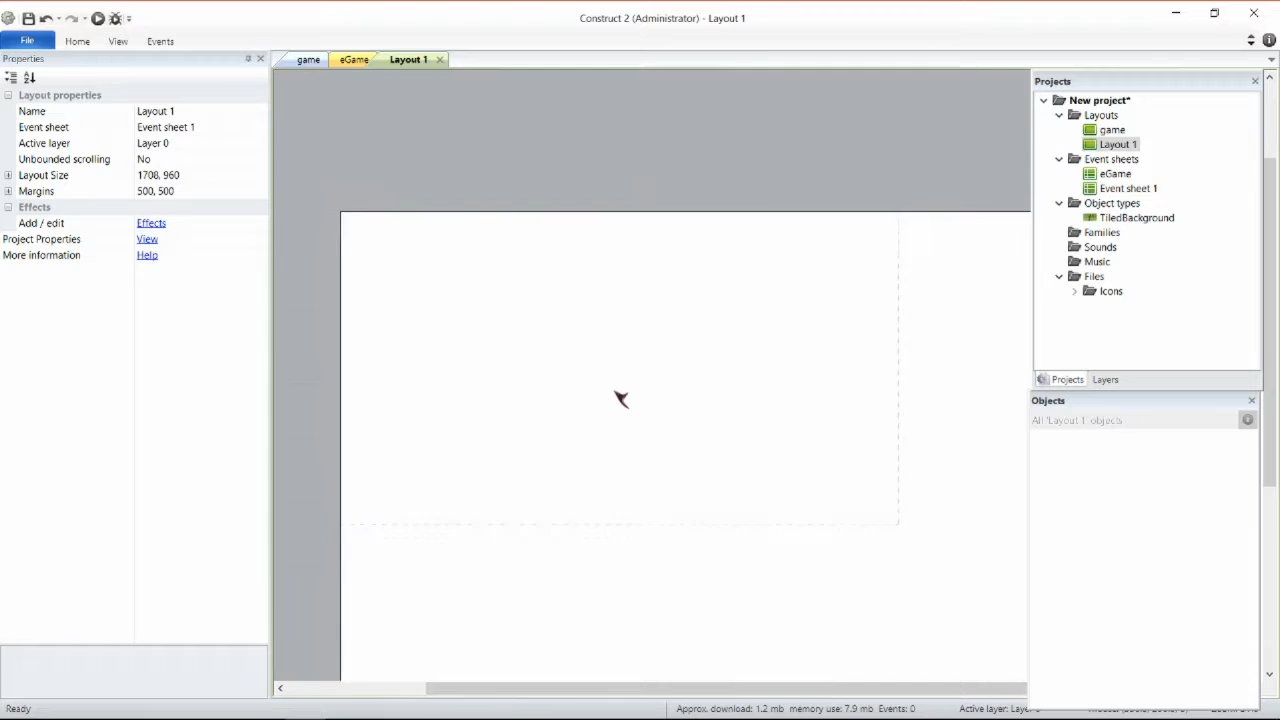 Construct 2 (Administrator) - Layout 1
File
Home
View
Events
Properties
game
eGame
Layout 1
Layout properties
Name Layout 1
Event sheet Event sheet 1
Active layer Layer 0
Unbounded scrolling No
Layout Size 1708, 960
Margins 500, 500
Effects
Add / edit Effects
Project Properties View
More information Help
Projects
New project*
Layouts
game
Layout 1
Event sheets
eGame
Event sheet 1
Object types
TiledBackground
Families
Sounds
Music
Files
Icons
Projects
Layers
Objects
All 'Layout 1' objects
Ready
Approx. download: 1.2 mb memory use: 7.9 mb Events: 0
Active layer: